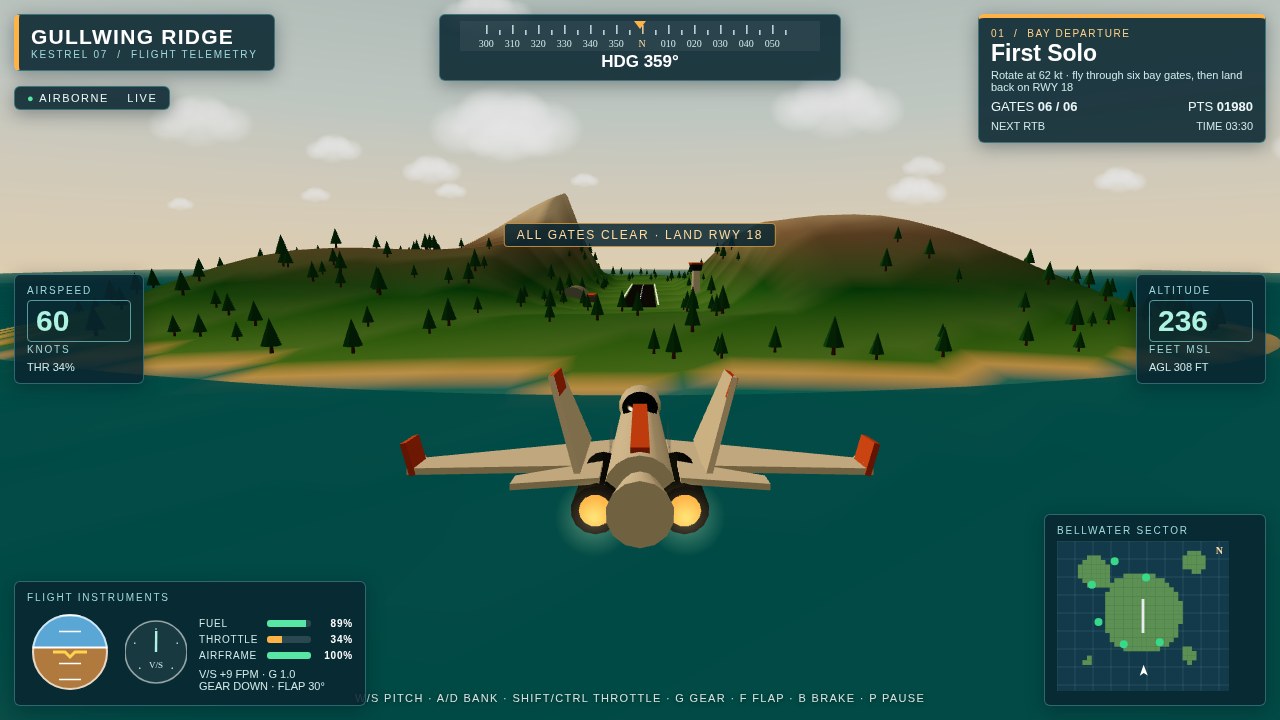 GULLWING RIDGE
KESTREL 07 / FLIGHT TELEMETRY
● AIRBORNE LIVE
300 310 320 330 340 350 N 010 020 030 040 050
HDG 359°
01 / BAY DEPARTURE
First Solo
Rotate at 62 kt · fly through six bay gates, then land
back on RWY 18
GATES 06 / 06 PTS 01980
NEXT RTB TIME 03:30
ALL GATES CLEAR · LAND RWY 18
AIRSPEED
60
KNOTS
THR 34%
ALTITUDE
236
FEET MSL
AGL 308 FT
FLIGHT INSTRUMENTS
V/S
FUEL 89%
THROTTLE 34%
AIRFRAME 100%
V/S +9 FPM · G 1.0
GEAR DOWN · FLAP 30°
W/S PITCH · A/D BANK · SHIFT/CTRL THROTTLE · G GEAR · F FLAP · B BRAKE · P PAUSE
BELLWATER SECTOR
N